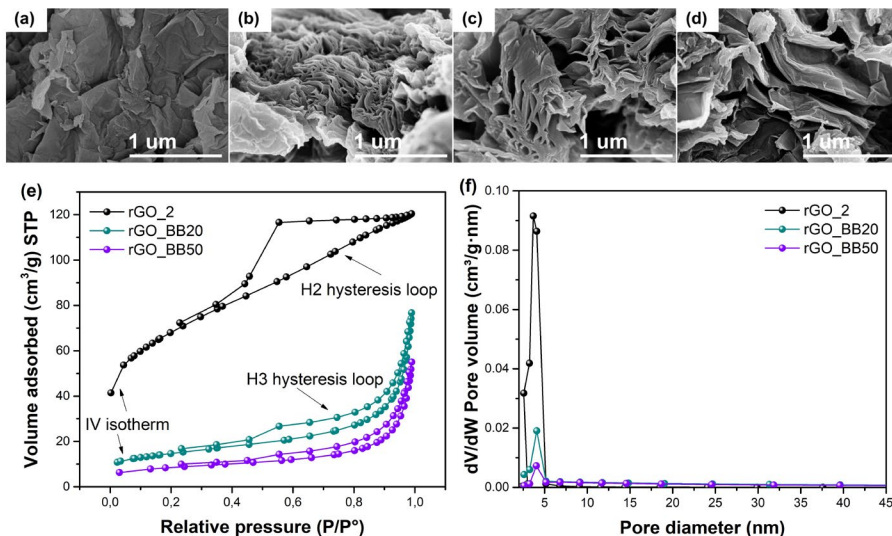 (a)
(b)
(c)
(d)
1 um
1 um
1 um
1 um
(e)
rGO_2
rGO_BB20
rGO_BB50
H2 hysteresis loop
H3 hysteresis loop
IV isotherm
Volume adsorbed (cm³/g) STP
120
100
80
60
40
20
0
0,0
0,2
0,4
0,6
0,8
1,0
Relative pressure (P/P°)
(f)
rGO_2
rGO_BB20
rGO_BB50
dV/dW Pore volume (cm³/g·nm)
0.10
0.08
0.06
0.04
0.02
0.00
0
5
10
15
20
25
30
35
40
45
Pore diameter (nm)